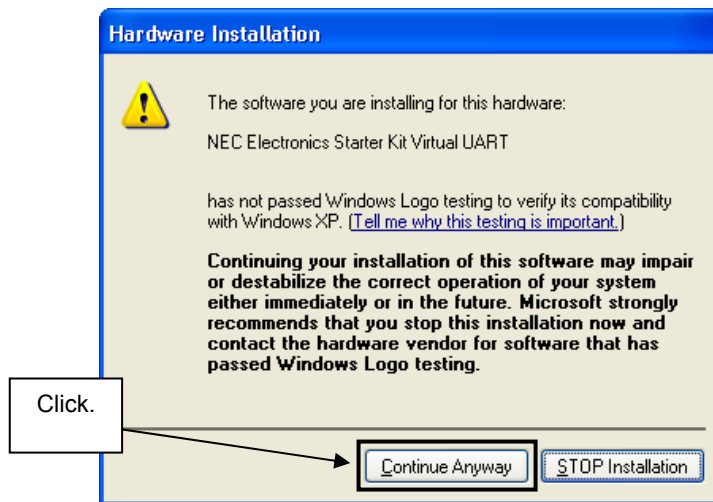 Hardware Installation
The software you are installing for this hardware:
NEC Electronics Starter Kit Virtual UART
has not passed Windows Logo testing to verify its compatibility
with Windows XP. (Tell me why this testing is important.)
Continuing your installation of this software may impair
or destabilize the correct operation of your system
either immediately or in the future. Microsoft strongly
recommends that you stop this installation now and
contact the hardware vendor for software that has
passed Windows Logo testing.
Click.
Continue Anyway STOP Installation